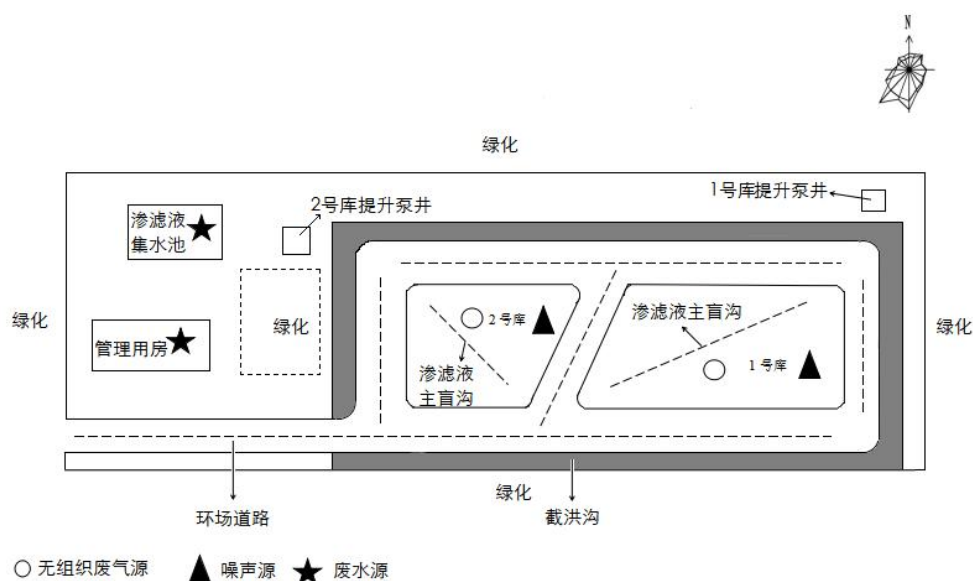 N
绿化
1号库提升泵井
2号库提升泵井
渗滤液
集水池
绿化
管理用房
绿化
2号库
渗滤液
主盲沟
渗滤液主盲沟
1号库
绿化
绿化
环场道路
截洪沟
无组织废气源
噪声源
废水源